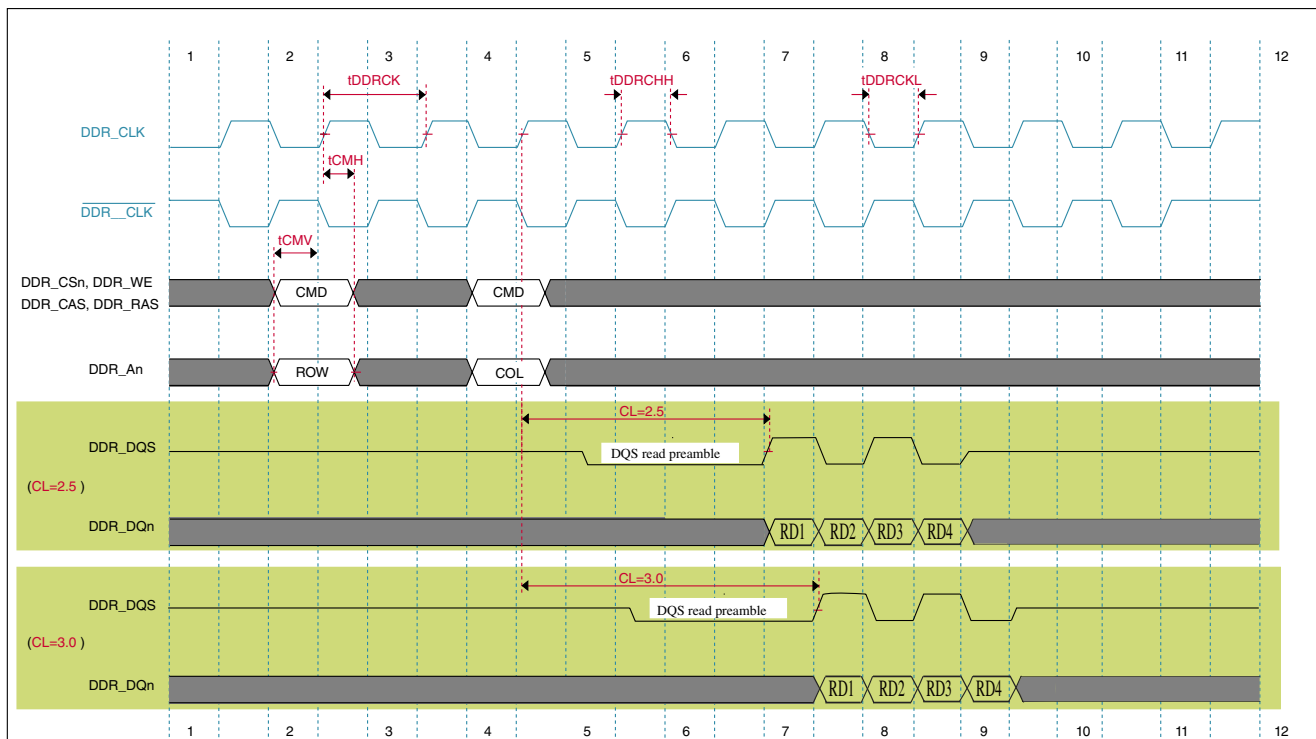 1 2 3 4 5 6 7 8 9 10 11 12
tDDRCK tDDRCHH tDDRCKL
DDR_CLK
tCMH
DDR__CLK
tCMV
DDR_CSn, DDR_WE
DDR_CAS, DDR_RAS
CMD CMD
DDR_An ROW COL
CL=2.5
DDR_DQS DQS read preamble
(CL=2.5 )
DDR_DQn RD1 RD2 RD3 RD4
CL=3.0
DDR_DQS DQS read preamble
(CL=3.0 )
DDR_DQn RD1 RD2 RD3 RD4
1 2 3 4 5 6 7 8 9 10 11 12